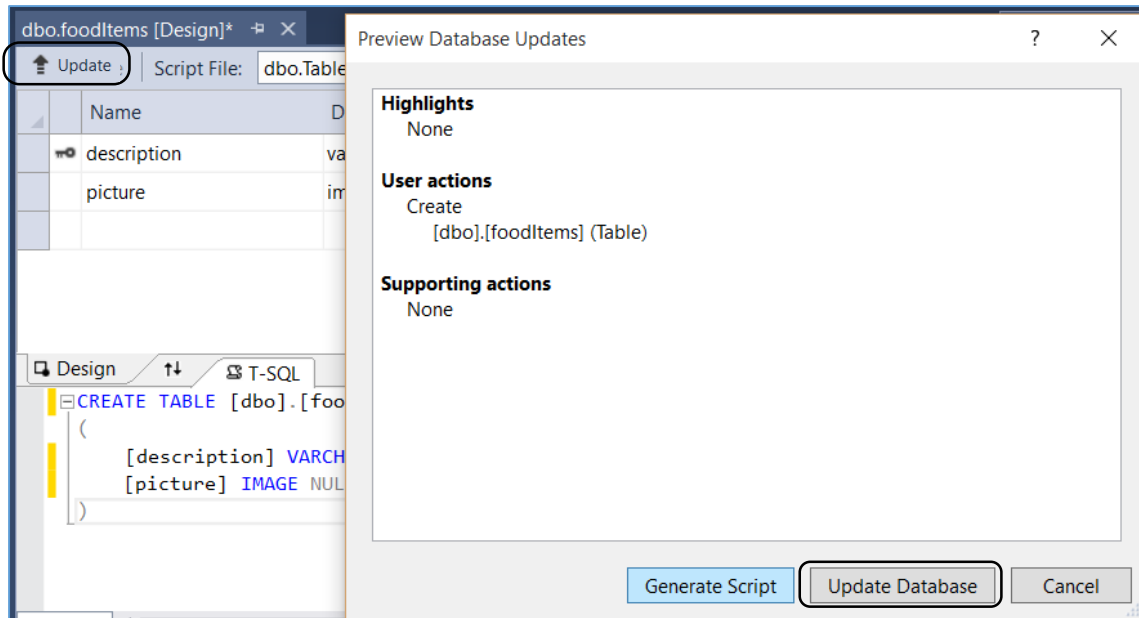 dbo.foodItems [Design]*
Update
Script File: dbo.Table
Name
description
picture
Design
T-SQL
CREATE TABLE [dbo].[foo
(
[description] VARCH
[picture] IMAGE NUL
)
Preview Database Updates
?
Highlights
None
User actions
Create
[dbo].[foodItems] (Table)
Supporting actions
None
Generate Script
Update Database
Cancel